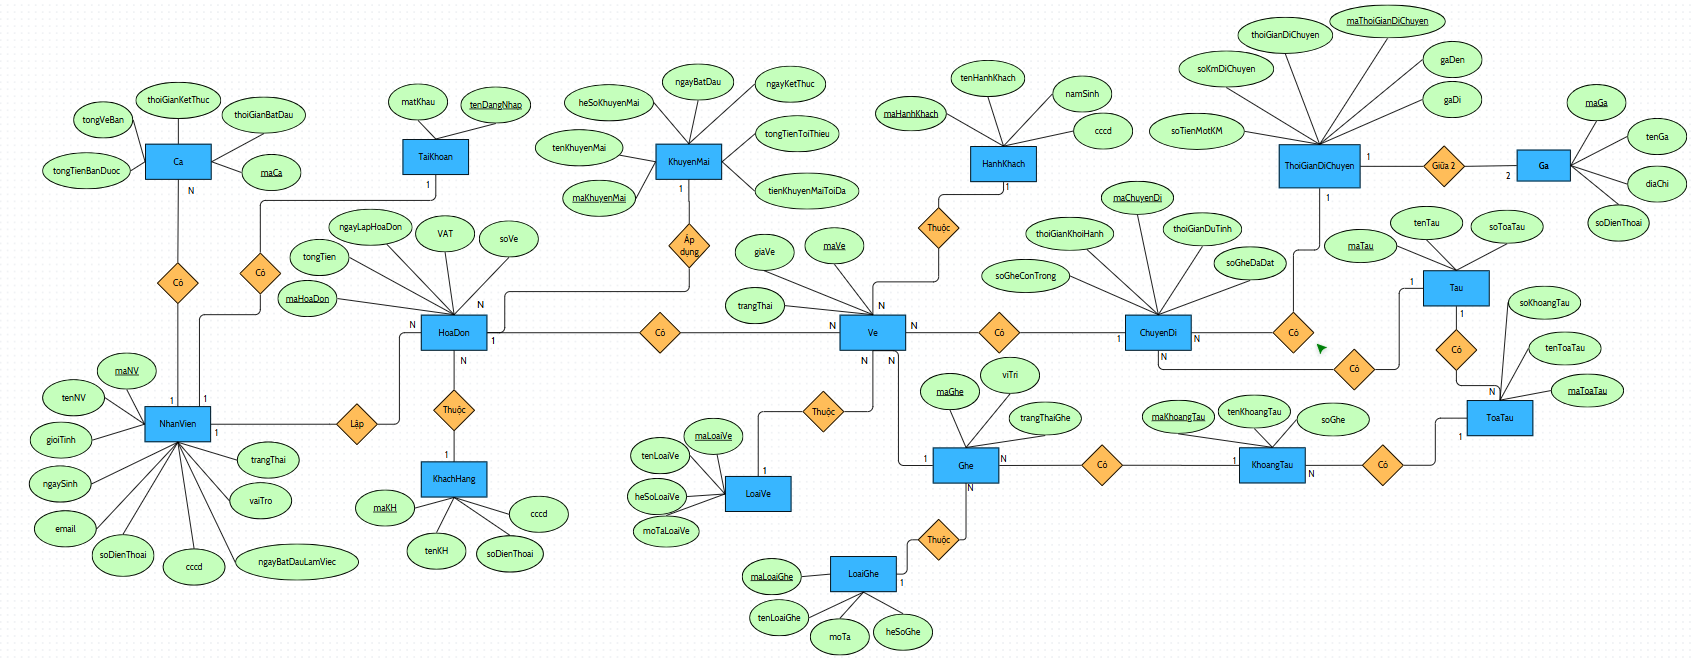 maThoiGianDiChuyen
thoiGianDiChuyen
gaDen
soKmDiChuyen
gaDi
soTienMotKM
ThoiGianDiChuyen
1
Giữa 2
2
Ga
maGa
tenGa
diaChi
soDienThoai
1
thoiGianKetThuc
tongVeBan
thoiGianBatDau
tongTienBanDuoc
Ca
maCa
N
Có
1
matKhau
tenDangNhap
TaiKhoan
1
Có
1
ngayBatDau
ngayKetThuc
heSoKhuyenMai
tongTienToiThieu
tenKhuyenMai
KhuyenMai
maKhuyenMai
tienKhuyenMaiToiDa
1
Áp
dụng
N
tenHanhKhach
namSinh
maHanhKhach
cccd
HanhKhach
1
Thuộc
N
ngayLapHoaDon
VAT
soVe
tongTien
maHoaDon
HoaDon
N
1
N
Có
N
giaVe
maVe
trangThai
Ve
N
N
N
Có
1
maChuyenDi
thoiGianKhoiHanh
thoiGianDuTinh
soGheConTrong
soGheDaDat
ChuyenDi
N
N
Có
Có
1
tenTau
soToaTau
maTau
Tau
1
Có
N
soKhoangTau
tenToaTau
maToaTau
ToaTau
1
maNV
tenNV
gioiTinh
NhanVien
1
Lập
trangThai
ngaySinh
vaiTro
email
soDienThoai
cccd
ngayBatDauLamViec
Thuộc
1
KhachHang
maKH
cccd
tenKH
soDienThoai
Thuộc
1
maLoaiVe
tenLoaiVe
heSoLoaiVe
LoaiVe
moTaLoaiVe
viTri
maGhe
trangThaiGhe
1
Ghe
N
N
Có
1
maKhoangTau
tenKhoangTau
soGhe
KhoangTau
N
Có
Thuộc
1
LoaiGhe
maLoaiGhe
tenLoaiGhe
moTa
heSoGhe